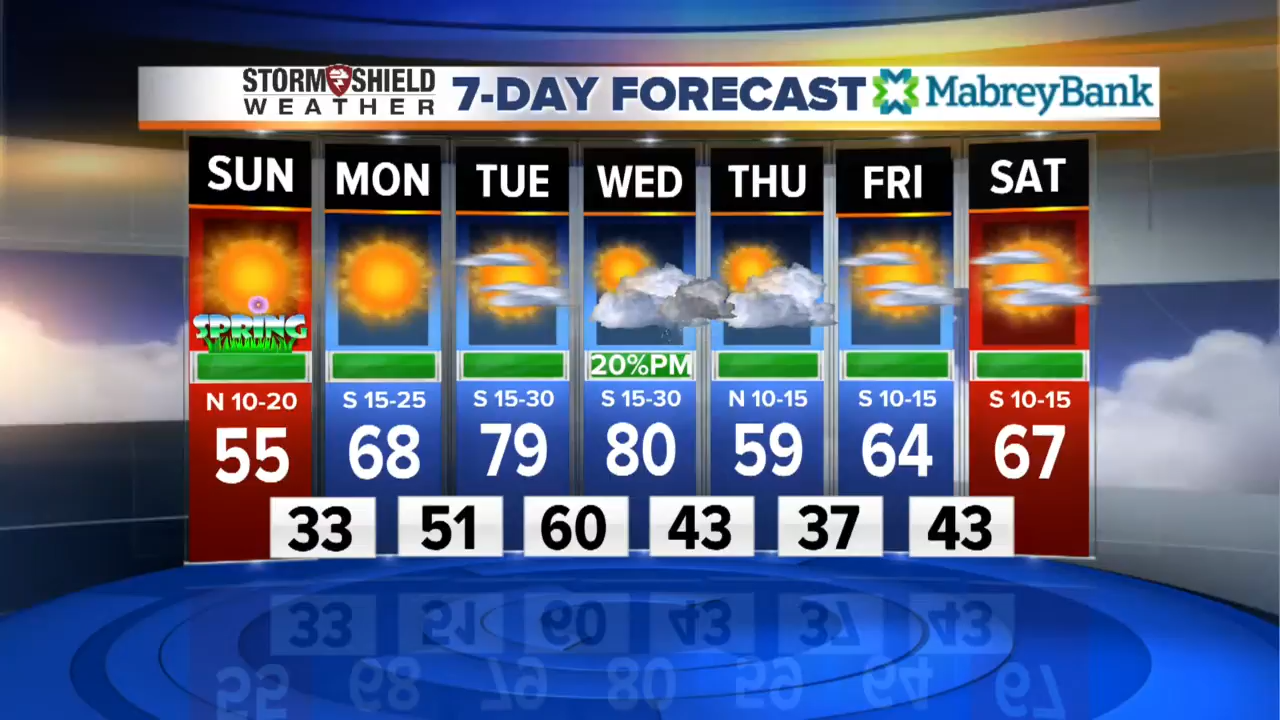 STORM SHIELD
WEATHER
7-DAY FORECAST
MabreyBank
SUN MON TUE WED THU FRI SAT
SPRING
20%PM
N 10-20 S 15-25 S 15-30 S 15-30 N 10-15 S 10-15 S 10-15
55 68 79 80 59 64 67
33 51 60 43 37 43